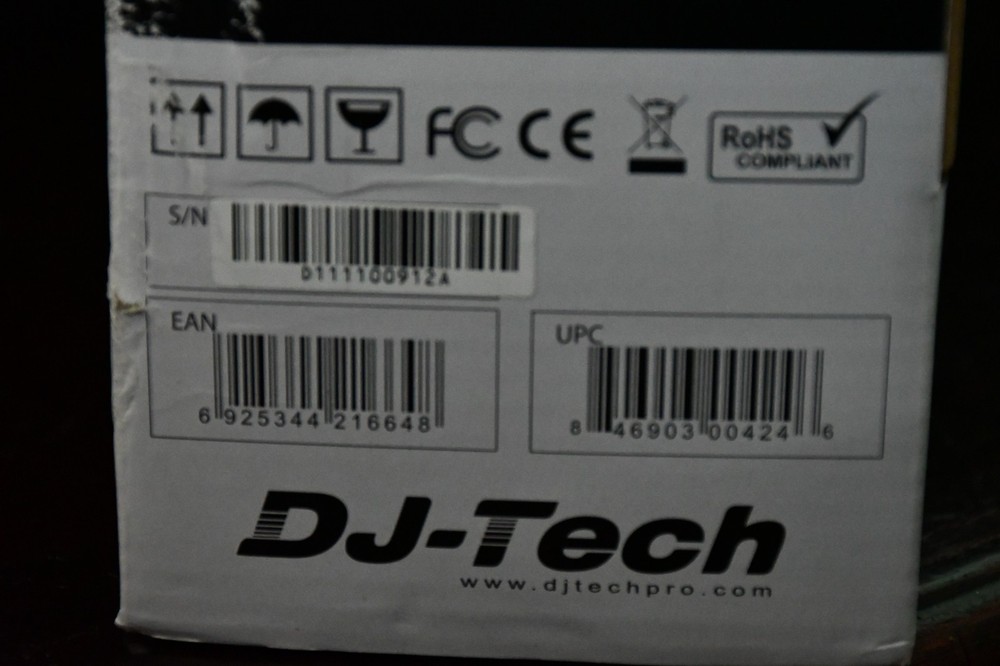 FC CE RoHS
COMPLIANT
S/N
D111100912A
EAN
6 925344 216648
UPC
8 46903 00424 6
DJ-Tech
www.djtechpro.com